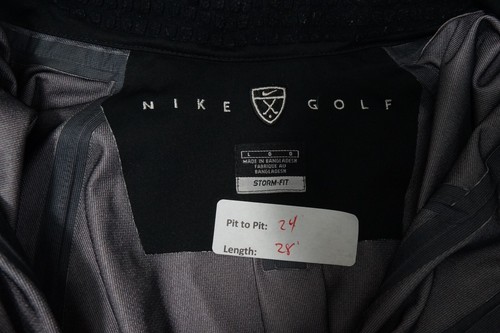 NIKE GOLF
L G G
MADE IN BANGLADESH
FABRIQUE AU
BANGLADESH
STORM-FIT
Pit to Pit: 24
Length: 28'